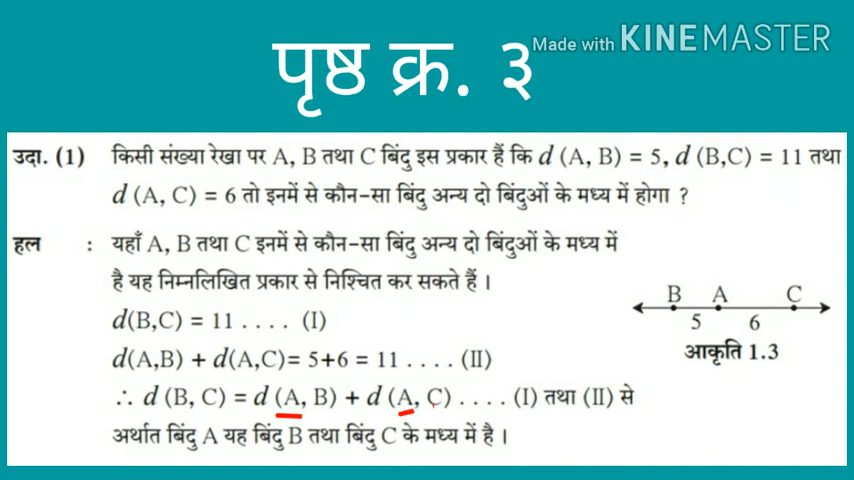 पृष्ठ क्र. ३
Made with KINEMASTER
उदा. (1) किसी संख्या रेखा पर A, B तथा C बिंदु इस प्रकार हैं कि d (A, B) = 5, d (B,C) = 11 तथा
d (A, C) = 6 तो इनमें से कौन-सा बिंदु अन्य दो बिंदुओं के मध्य में होगा ?
हल : यहाँ A, B तथा C इनमें से कौन-सा बिंदु अन्य दो बिंदुओं के मध्य में
है यह निम्नलिखित प्रकार से निश्चित कर सकते हैं ।
d(B,C) = 11 . . . . (I)
d(A,B) + d(A,C)= 5+6 = 11 . . . . (II)
∴ d (B, C) = d (A, B) + d (A, C) . . . . (I) तथा (II) से
अर्थात बिंदु A यह बिंदु B तथा बिंदु C के मध्य में है ।
B A C
5 6
आकृति 1.3